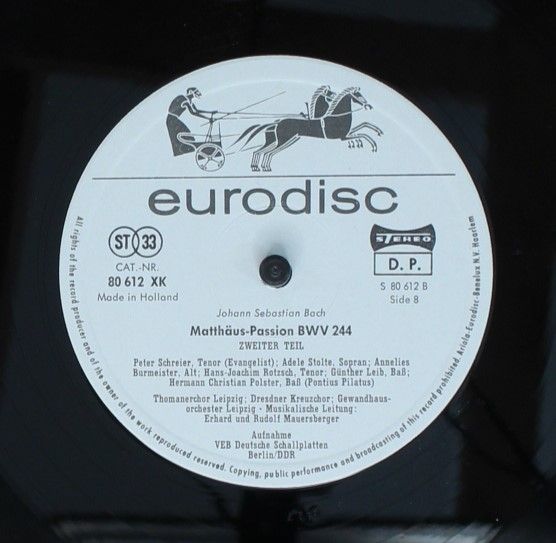 eurodisc
ST 33
STEREO
D. P.
CAT.-NR.
80 612 XK
Made in Holland
S 80 612 B
Side 8
Johann Sebastian Bach
Matthäus-Passion BWV 244
ZWEITER TEIL
Peter Schreier, Tenor (Evangelist); Adele Stolte, Sopran; Annelies
Burmeister, Alt; Hans-Joachim Rotzsch, Tenor; Günther Leib, Baß;
Hermann Christian Polster, Baß (Pontius Pilatus)
Thomanerchor Leipzig; Dresdner Kreuzchor; Gewandhaus-
orchester Leipzig · Musikalische Leitung:
Erhard und Rudolf Mauersberger
Aufnahme
VEB Deutsche Schallplatten
Berlin/DDR
All rights of the record producer and of the owner of the work reproduced reserved. Copying, public performance and broadcasting of this record prohibited. Ariola-Eurodisc-Benelux N.V. Haarlem